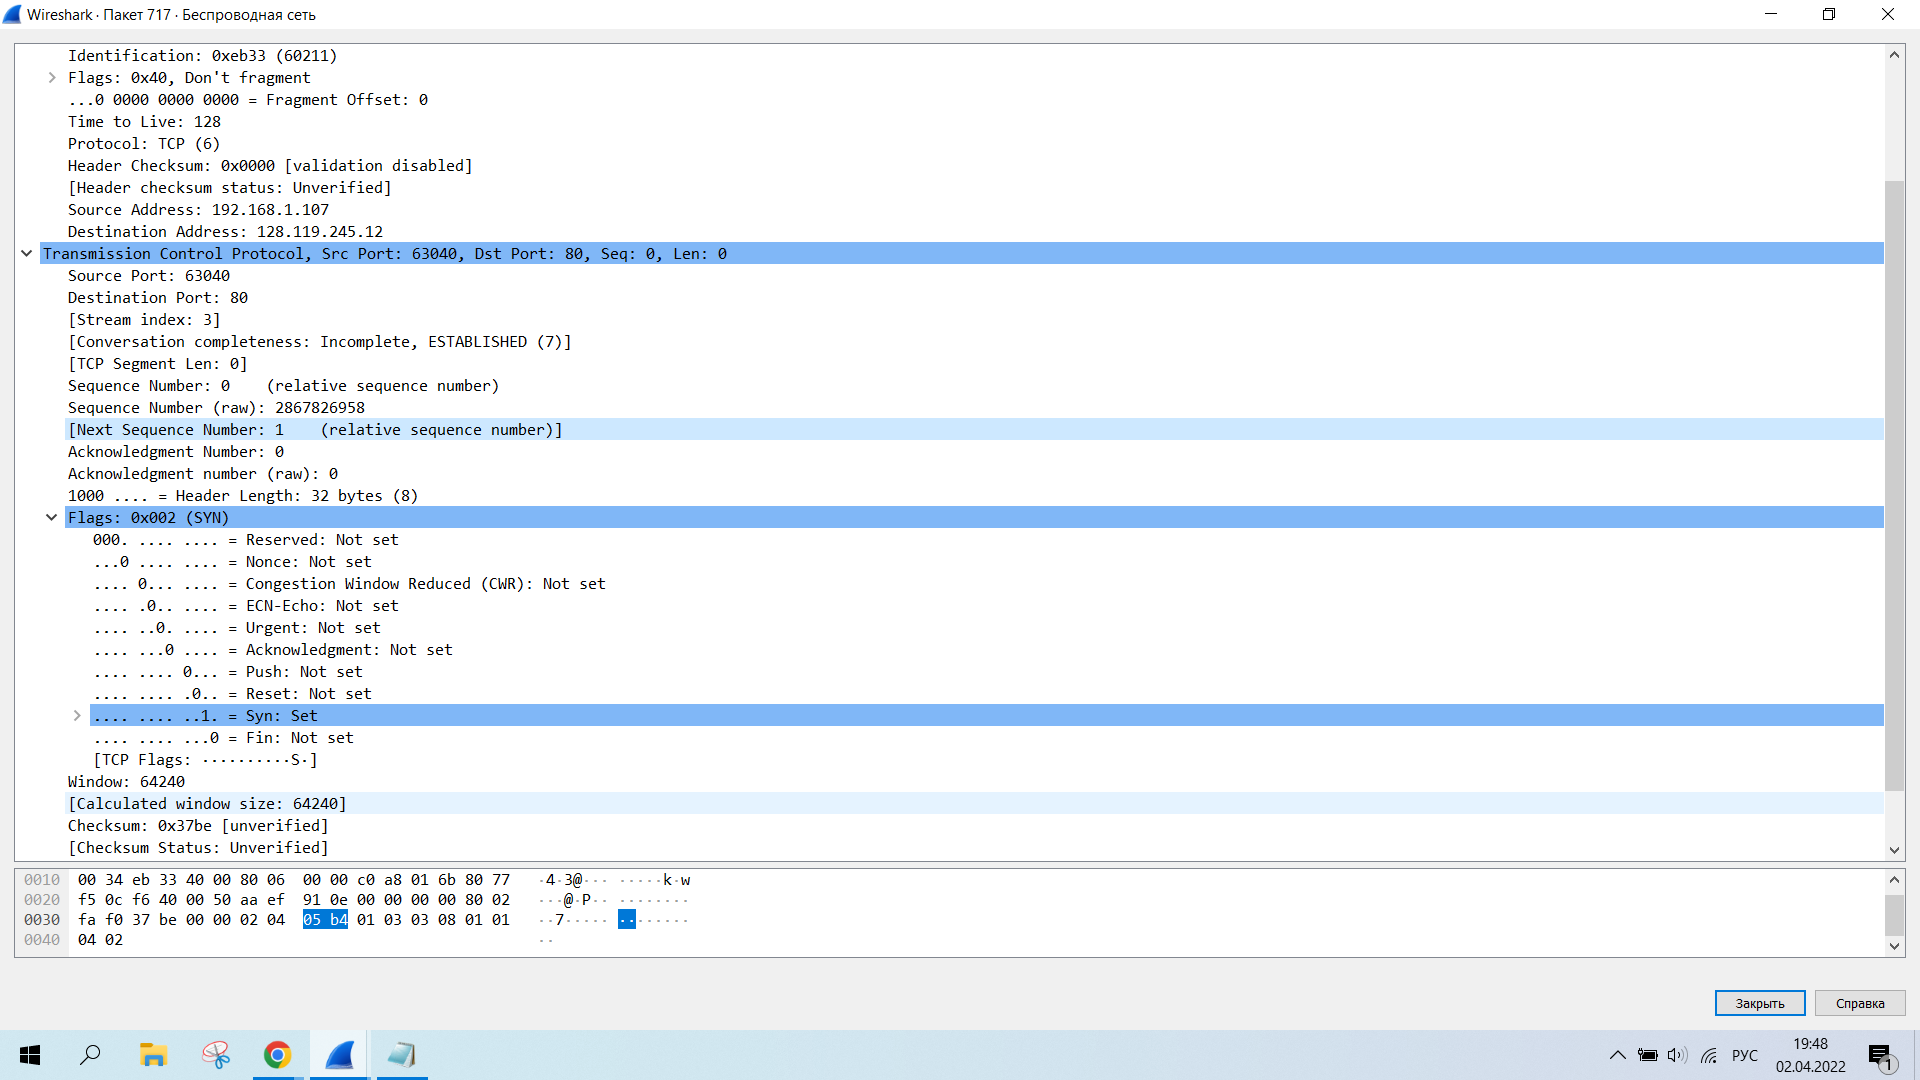 Wireshark · Пакет 717 · Беспроводная сеть
Identification: 0xeb33 (60211)
Flags: 0x40, Don't fragment
...0 0000 0000 0000 = Fragment Offset: 0
Time to Live: 128
Protocol: TCP (6)
Header Checksum: 0x0000 [validation disabled]
[Header checksum status: Unverified]
Source Address: 192.168.1.107
Destination Address: 128.119.245.12
Transmission Control Protocol, Src Port: 63040, Dst Port: 80, Seq: 0, Len: 0
Source Port: 63040
Destination Port: 80
[Stream index: 3]
[Conversation completeness: Incomplete, ESTABLISHED (7)]
[TCP Segment Len: 0]
Sequence Number: 0    (relative sequence number)
Sequence Number (raw): 2867826958
[Next Sequence Number: 1    (relative sequence number)]
Acknowledgment Number: 0
Acknowledgment number (raw): 0
1000 .... = Header Length: 32 bytes (8)
Flags: 0x002 (SYN)
000. .... .... = Reserved: Not set
...0 .... .... = Nonce: Not set
.... 0... .... = Congestion Window Reduced (CWR): Not set
.... .0.. .... = ECN-Echo: Not set
.... ..0. .... = Urgent: Not set
.... ...0 .... = Acknowledgment: Not set
.... .... 0... = Push: Not set
.... .... .0.. = Reset: Not set
.... .... ..1. = Syn: Set
.... .... ...0 = Fin: Not set
[TCP Flags: ··········S·]
Window: 64240
[Calculated window size: 64240]
Checksum: 0x37be [unverified]
[Checksum Status: Unverified]
0010 00 34 eb 33 40 00 80 06 00 00 c0 a8 01 6b 80 77 ·4·3@··· ·····k·w
0020 f5 0c f6 40 00 50 aa ef 91 0e 00 00 00 00 80 02 ···@·P·· ········
0030 fa f0 37 be 00 00 02 04 05 b4 01 03 03 08 01 01 ··7····· ········
0040 04 02 ··
Закрыть
Справка
РУС
19:48
02.04.2022
1